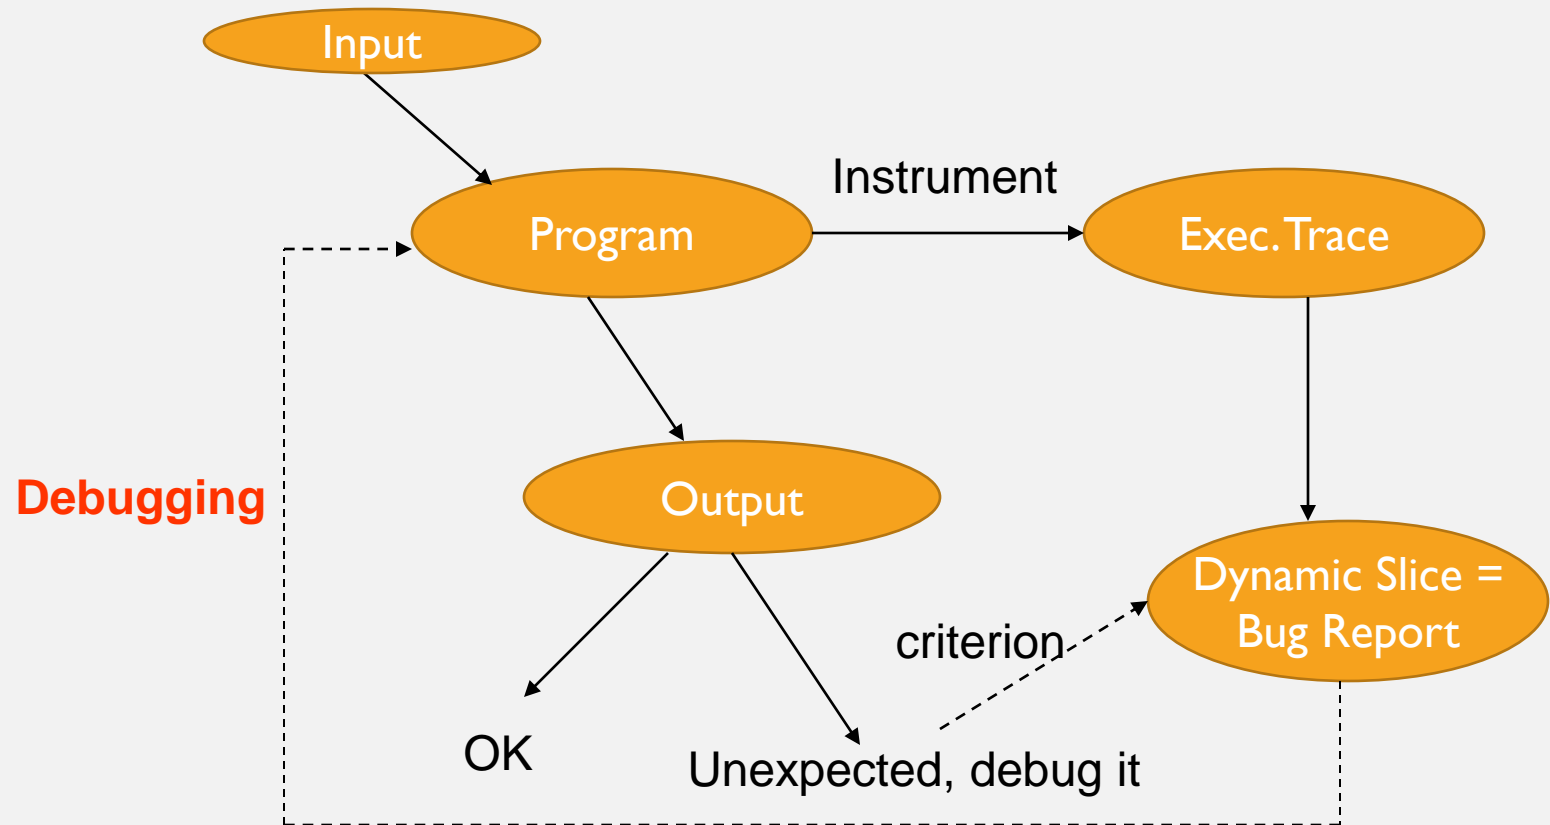 Input
Instrument
Program
Exec. Trace
Debugging
Output
Dynamic Slice =
Bug Report
criterion
OK
Unexpected, debug it